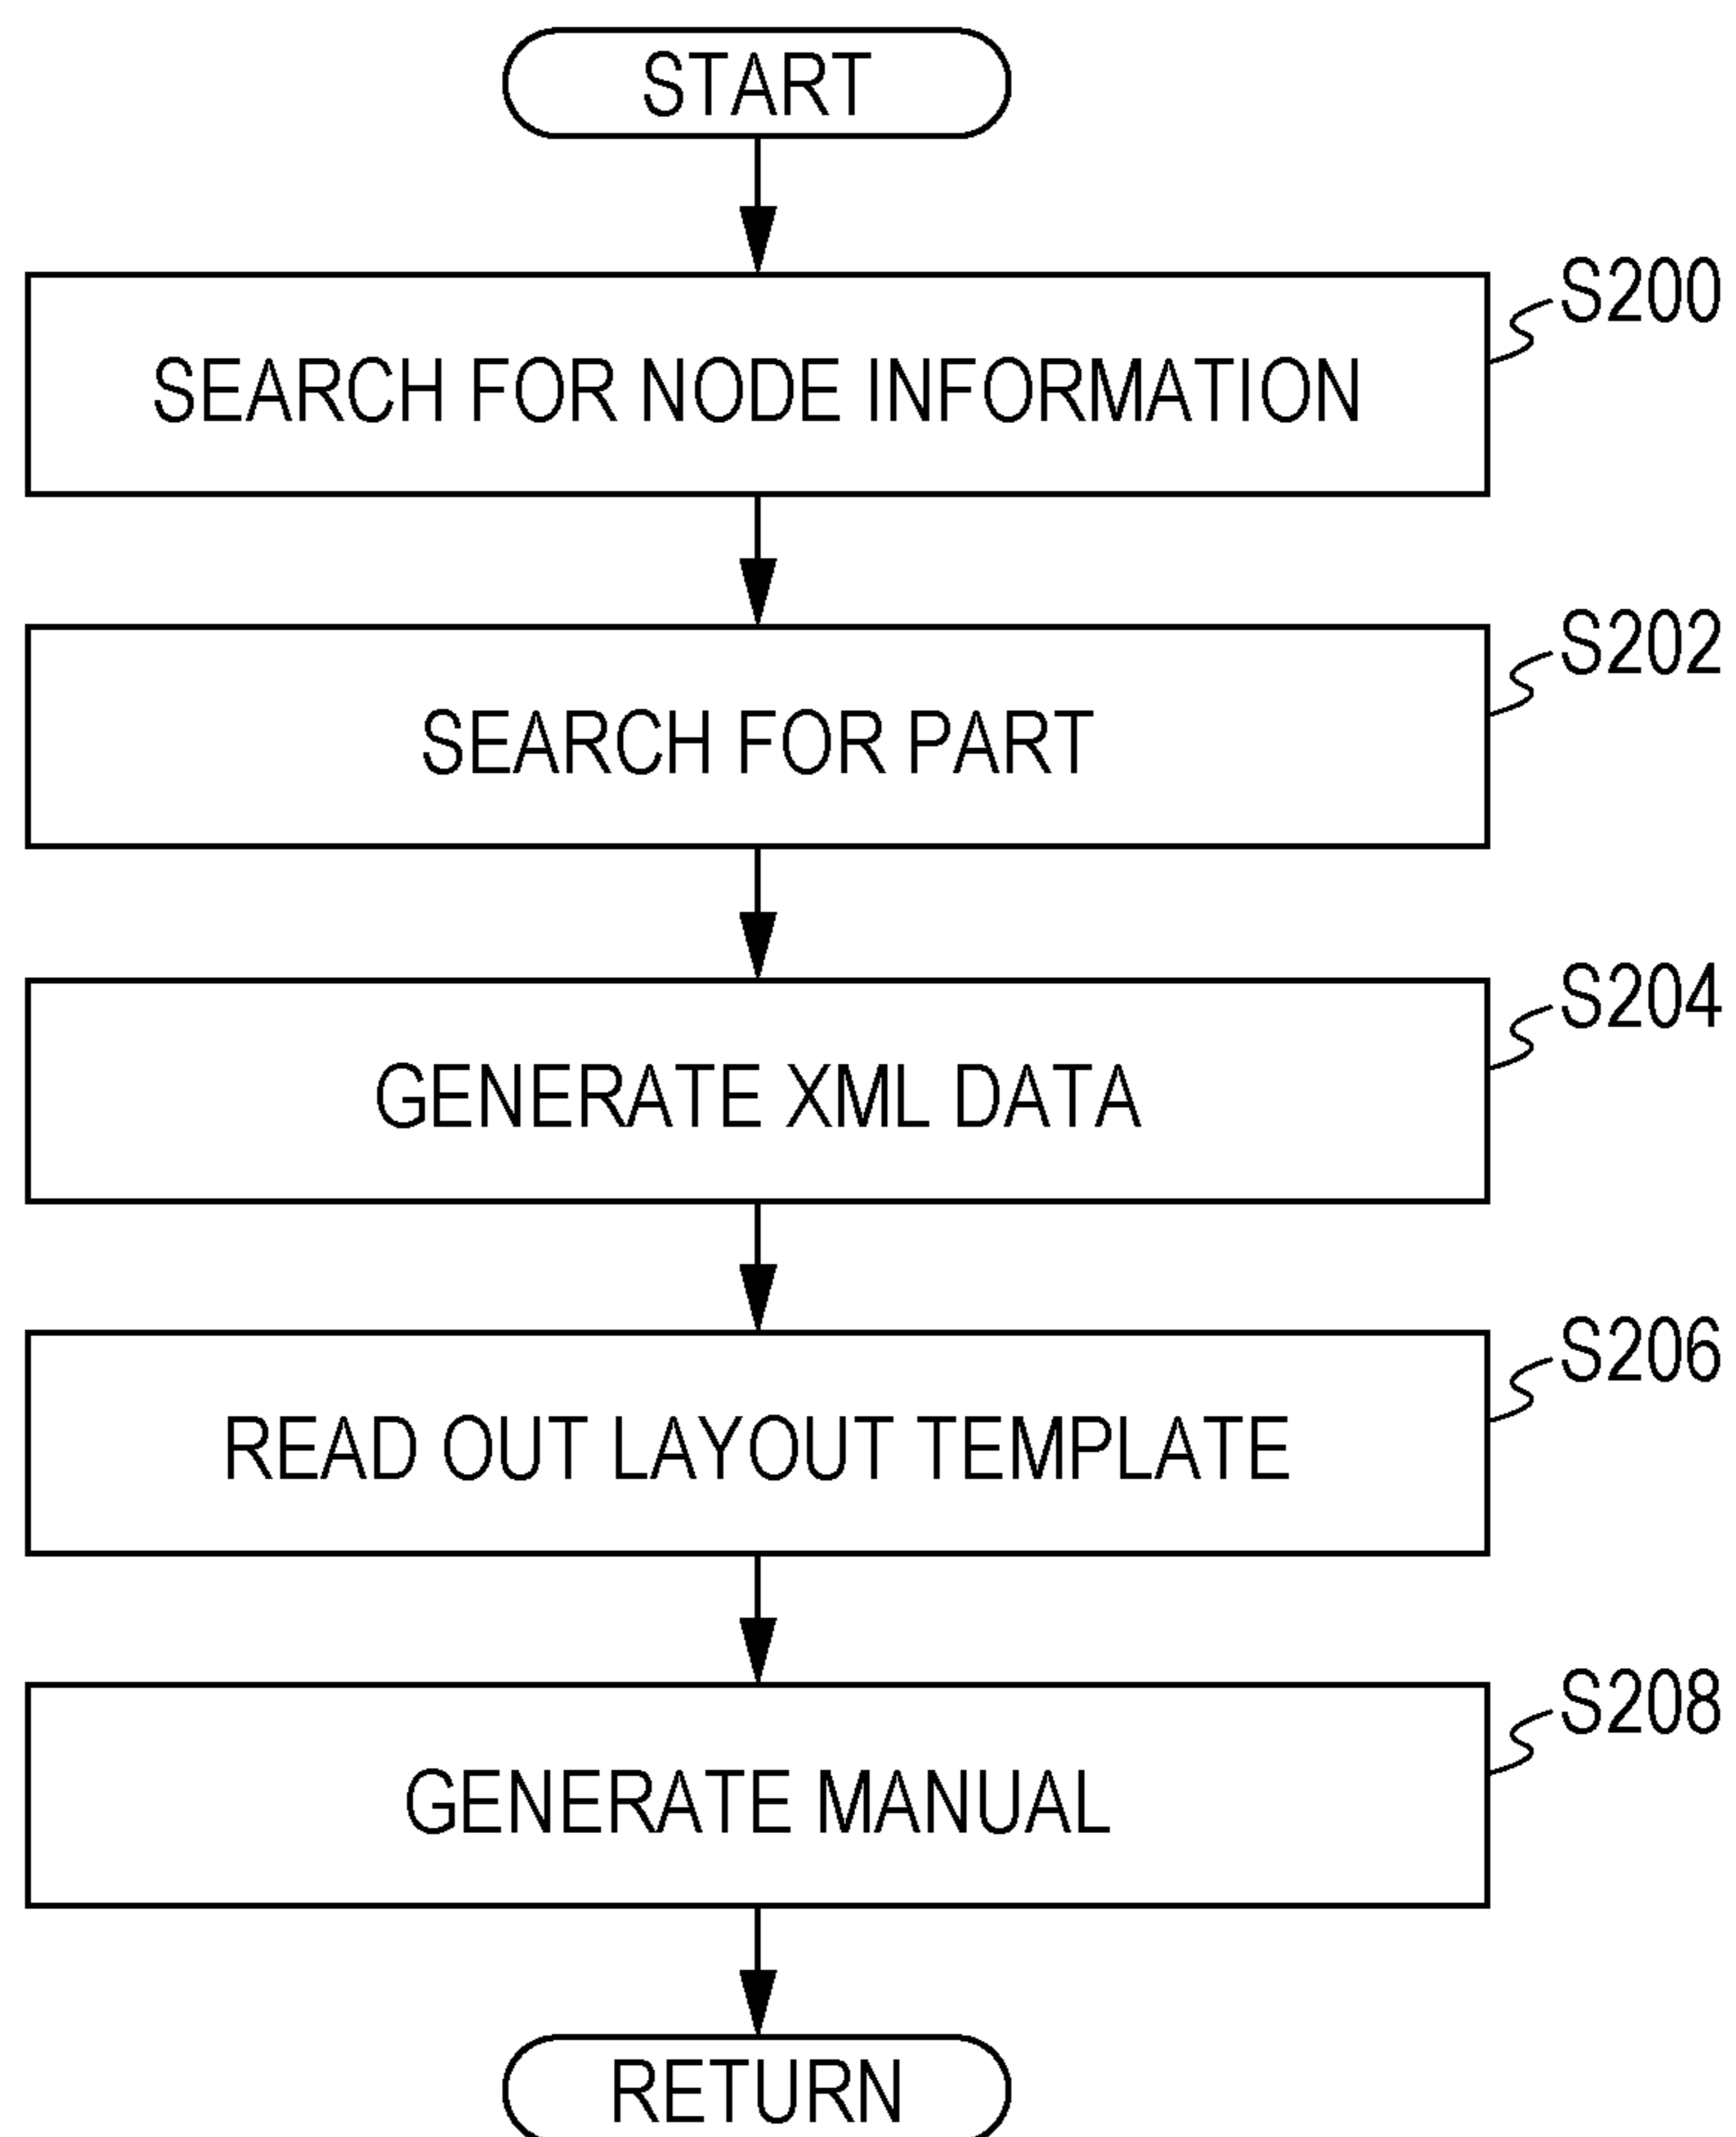 START
S200
SEARCH FOR NODE INFORMATION
S202
SEARCH FOR PART
S204
GENERATE XML DATA
S206
READ OUT LAYOUT TEMPLATE
S208
GENERATE MANUAL
RETURN